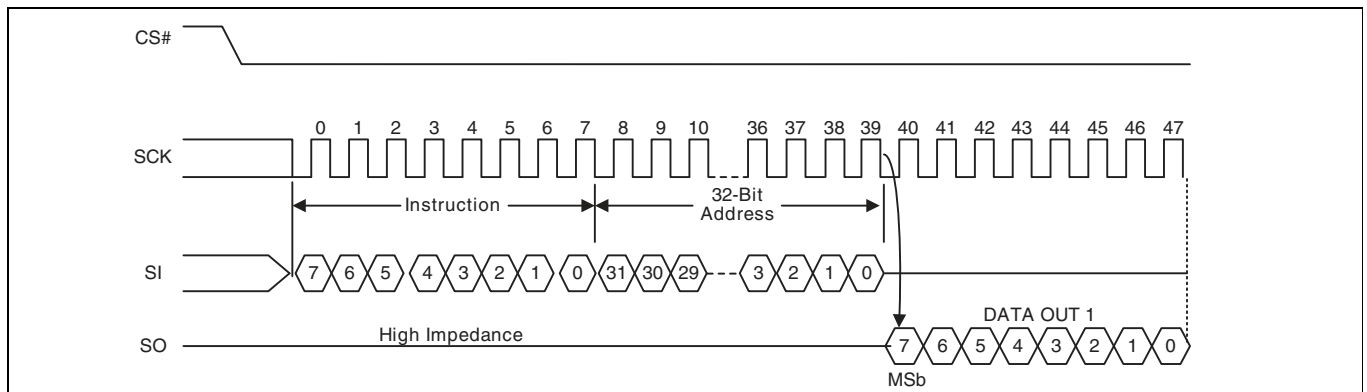 CS#
0 1 2 3 4 5 6 7 8 9 10 36 37 38 39 40 41 42 43 44 45 46 47
SCK
Instruction
32-Bit
Address
SI 7 6 5 4 3 2 1 0 31 30 29 3 2 1 0
DATA OUT 1
High Impedance
SO 7 6 5 4 3 2 1 0
MSb